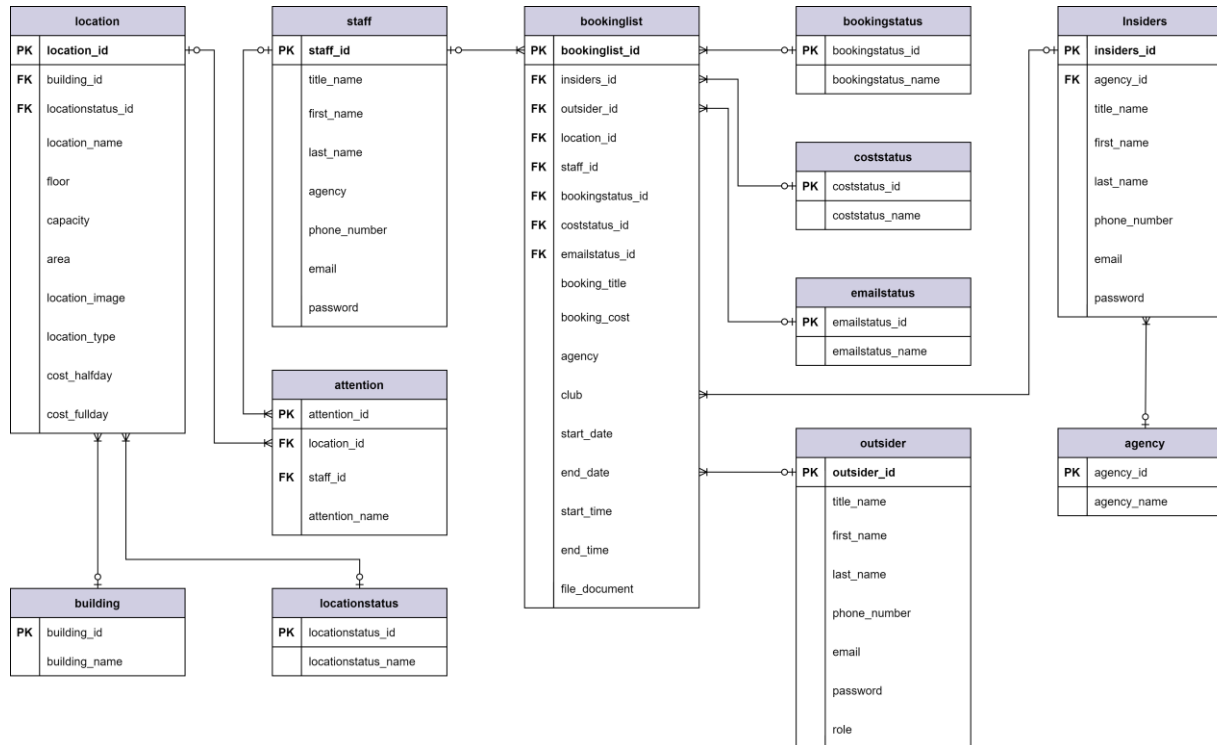 location
PK location_id
FK building_id
FK locationstatus_id
location_name
floor
capacity
area
location_image
location_type
cost_halfday
cost_fullday
staff
PK staff_id
title_name
first_name
last_name
agency
phone_number
email
password
attention
PK attention_id
FK location_id
FK staff_id
attention_name
building
PK building_id
building_name
locationstatus
PK locationstatus_id
locationstatus_name
bookinglist
PK bookinglist_id
FK insiders_id
FK outsider_id
FK location_id
FK staff_id
FK bookingstatus_id
FK coststatus_id
FK emailstatus_id
booking_title
booking_cost
agency
club
start_date
end_date
start_time
end_time
file_document
bookingstatus
PK bookingstatus_id
bookingstatus_name
coststatus
PK coststatus_id
coststatus_name
emailstatus
PK emailstatus_id
emailstatus_name
outsider
PK outsider_id
title_name
first_name
last_name
phone_number
email
password
role
Insiders
PK insiders_id
FK agency_id
title_name
first_name
last_name
phone_number
email
password
agency
PK agency_id
agency_name